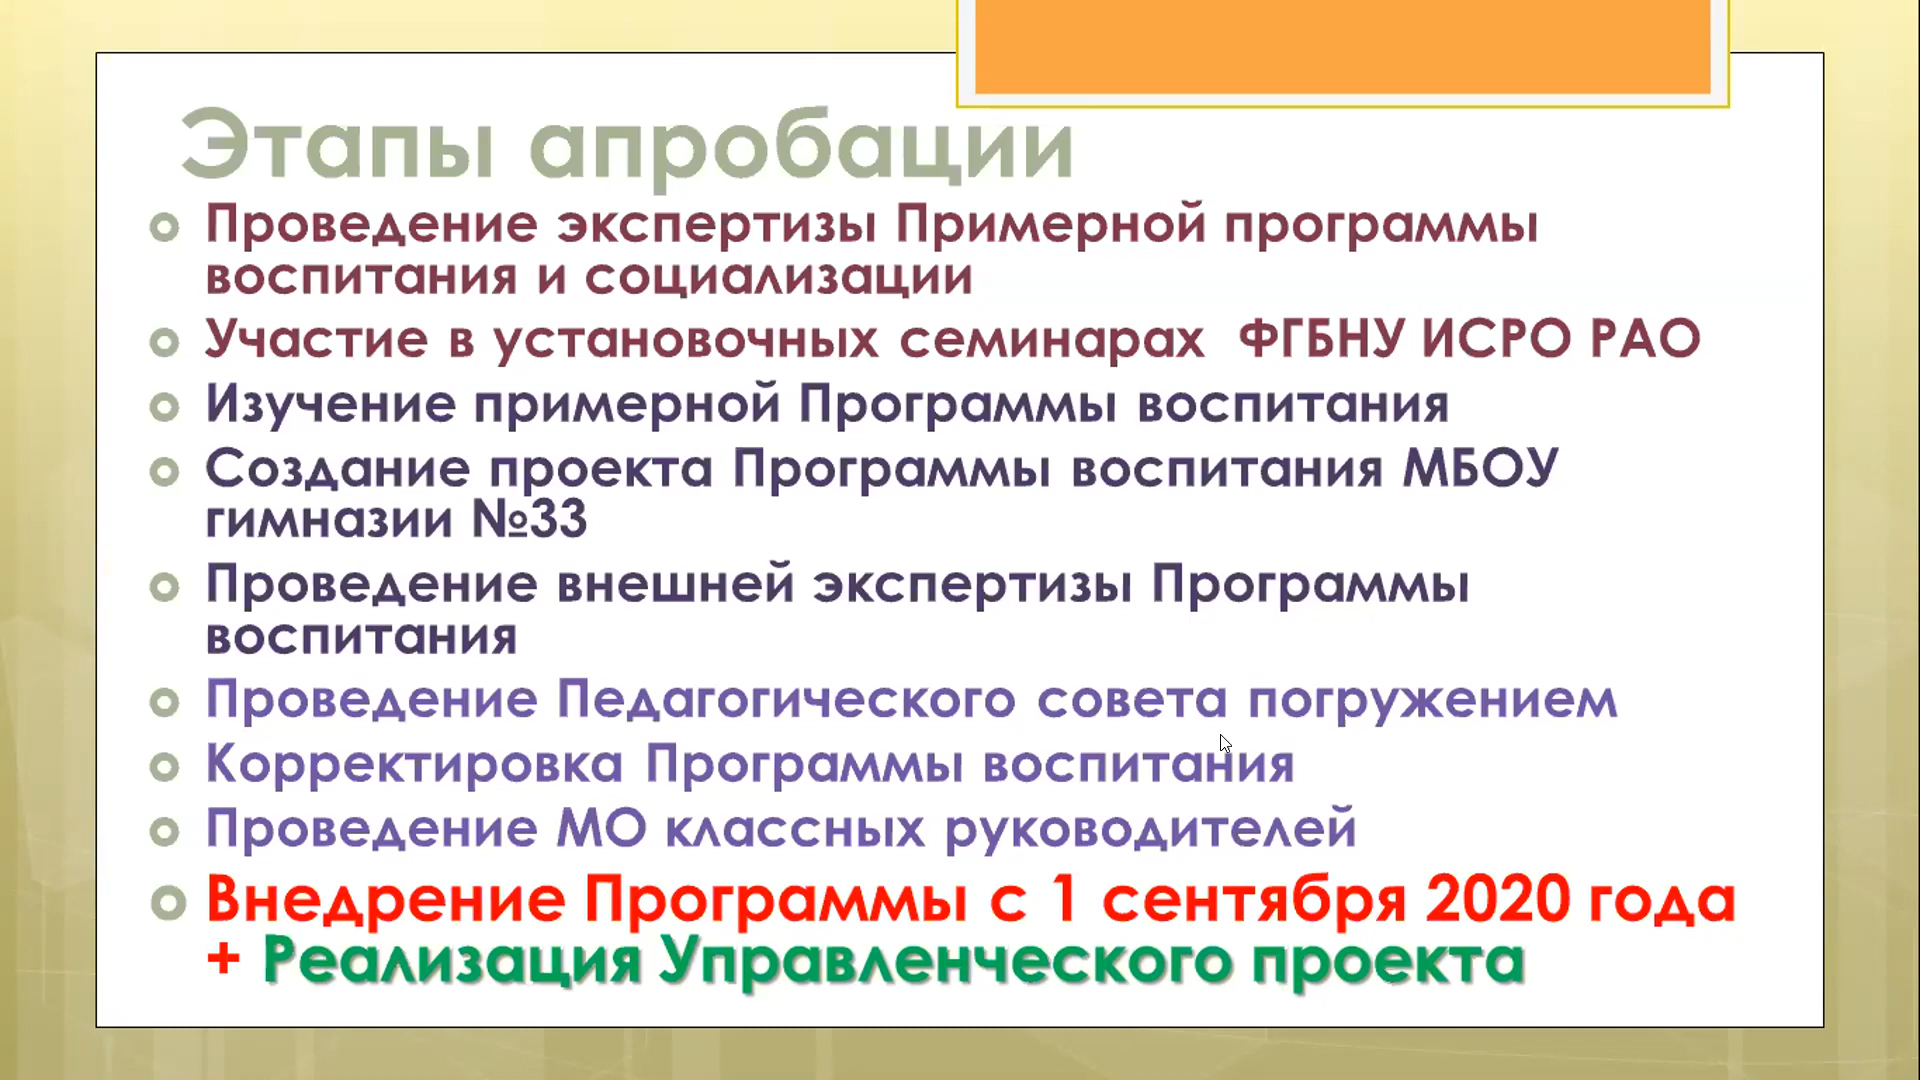 Этапы апробации
Проведение экспертизы Примерной программы
воспитания и социализации
Участие в установочных семинарах ФГБНУ ИСРО РАО
Изучение примерной Программы воспитания
Создание проекта Программы воспитания МБОУ
гимназии №33
Проведение внешней экспертизы Программы
воспитания
Проведение Педагогического совета погружением
Корректировка Программы воспитания
Проведение МО классных руководителей
Внедрение Программы с 1 сентября 2020 года
+ Реализация Управленческого проекта